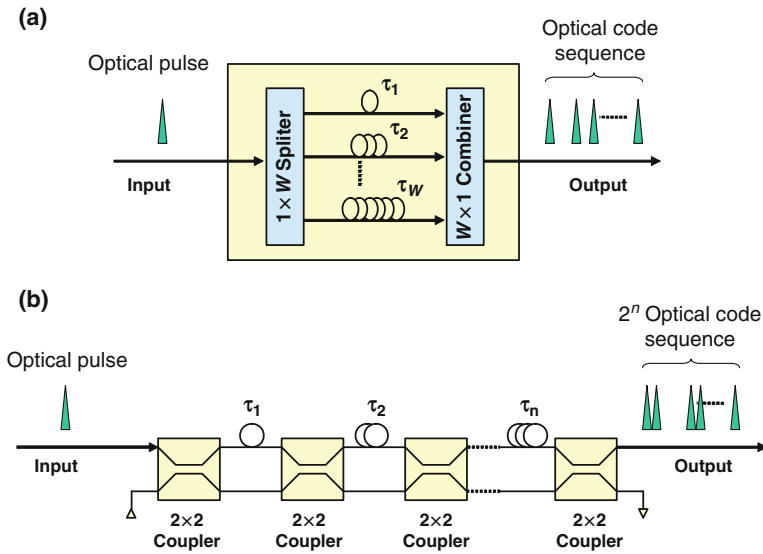 (a)
Optical pulse
Optical code
sequence
τ1
τ2
τW
1 × W Spliter
W × 1 Combiner
Input
Output
(b)
Optical pulse
2^n Optical code
sequence
τ1
τ2
τn
Input
Output
2×2
Coupler
2×2
Coupler
2×2
Coupler
2×2
Coupler